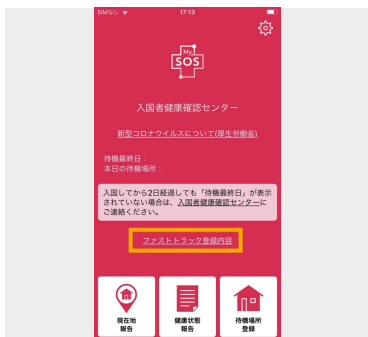 SIMなし 17:13
My
SOS
入国者健康確認センター
新型コロナウイルスについて(厚生労働省)
待機最終日：
本日の待機場所：
入国してから2日経過しても「待機最終日」が表示
されていない場合は、入国者健康確認センターに
ご連絡ください。
ファストトラック登録内容
現在地 健康状態 待機場所
報告 報告 登録